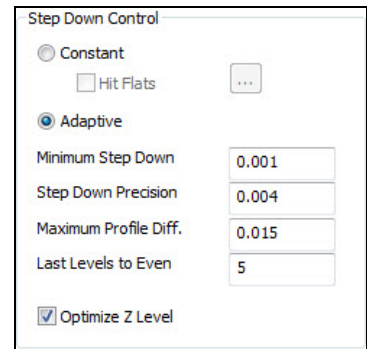 Step Down Control
Constant
Hit Flats ...
Adaptive
Minimum Step Down 0.001
Step Down Precision 0.004
Maximum Profile Diff. 0.015
Last Levels to Even 5
Optimize Z Level